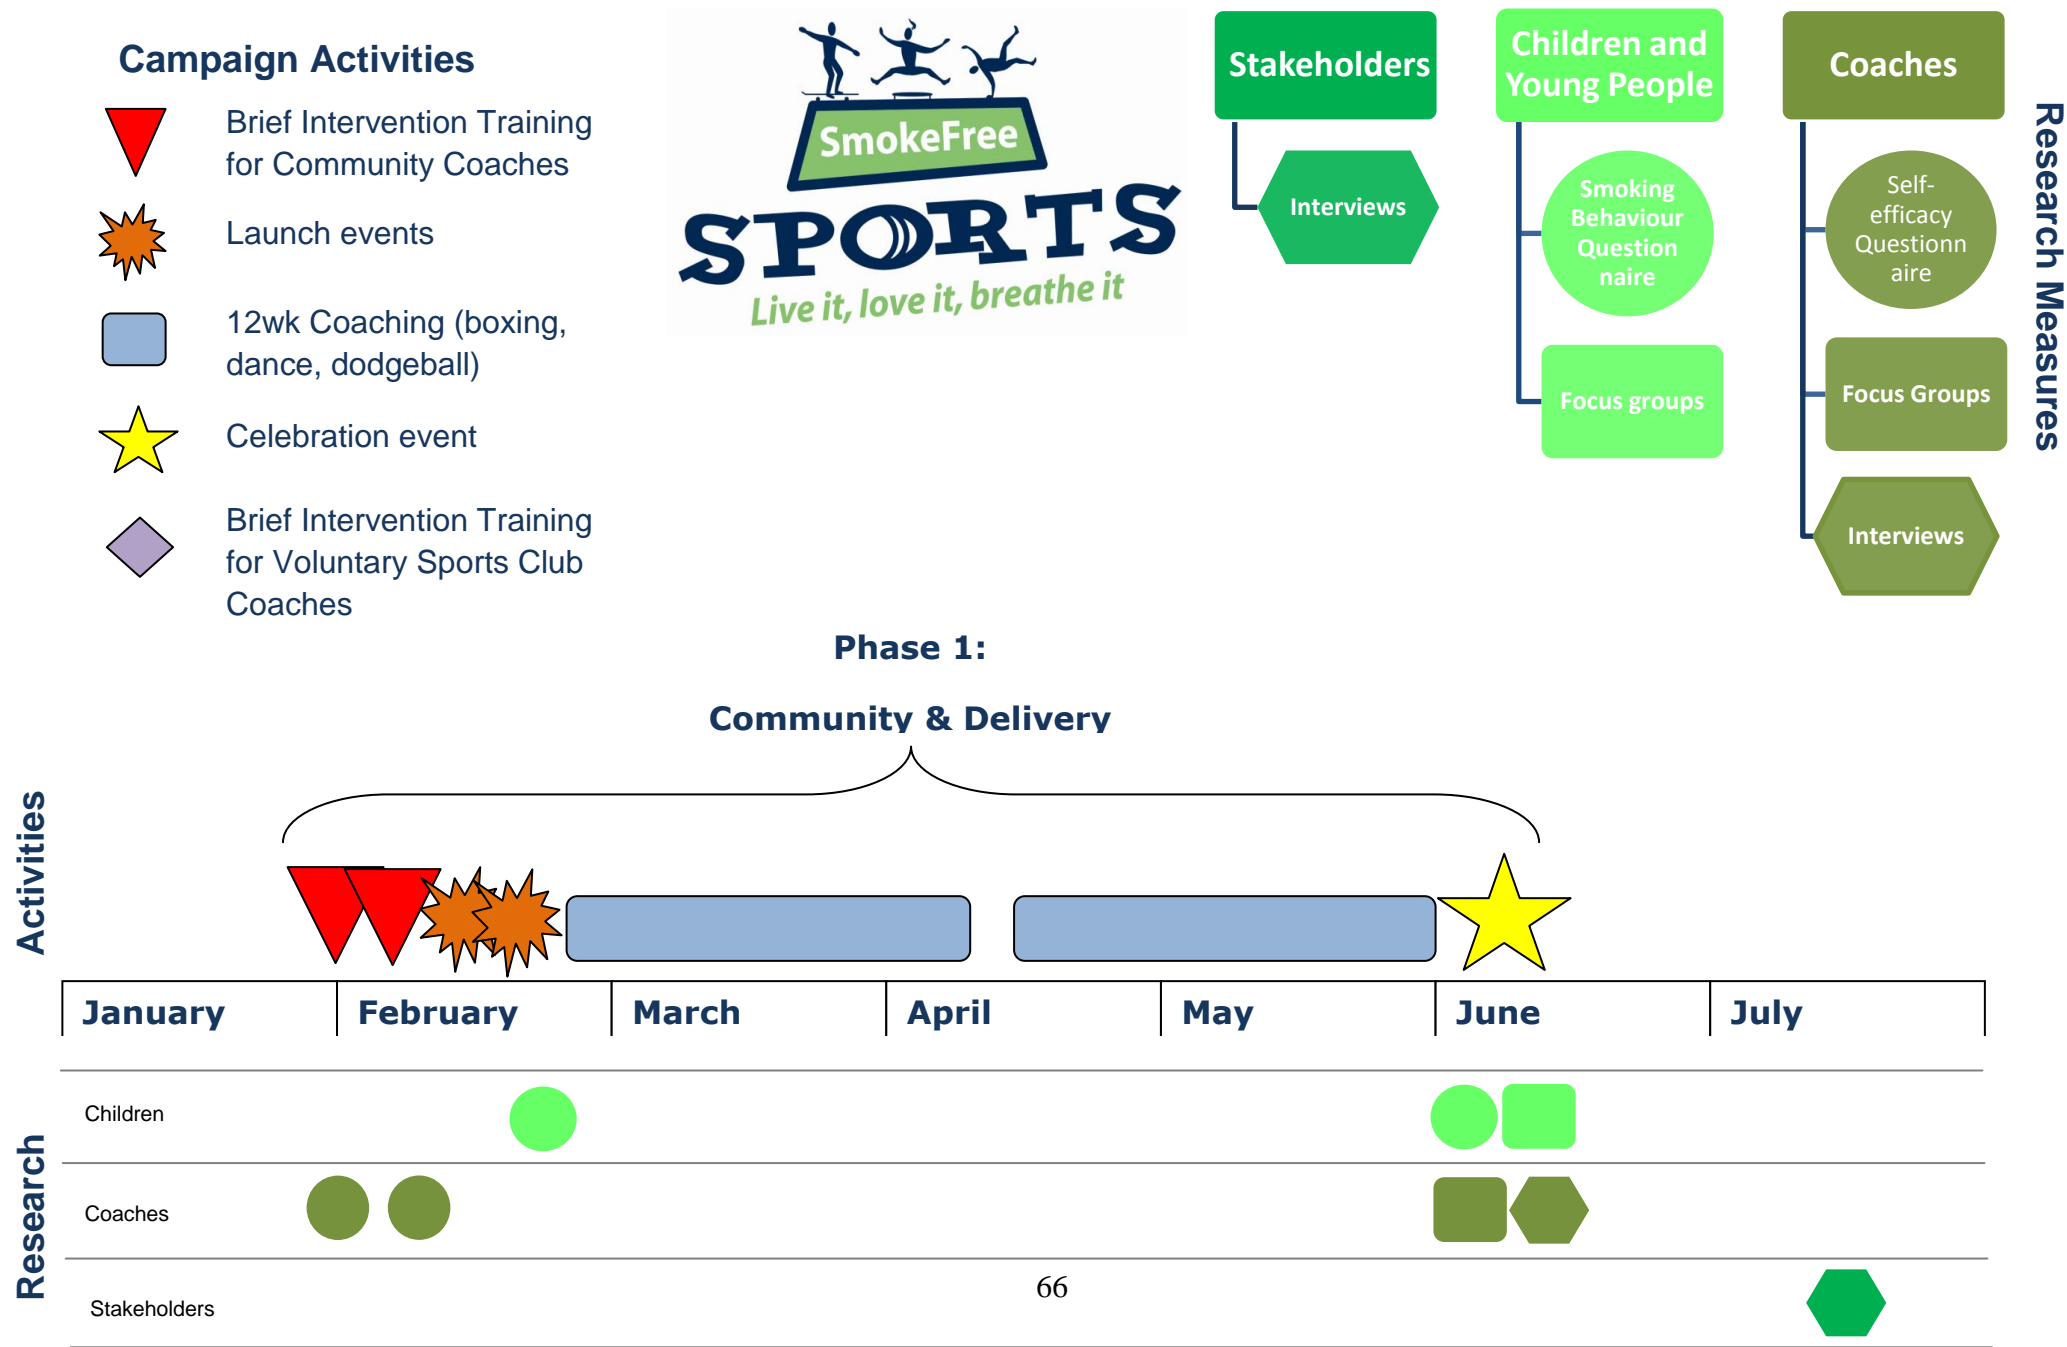 Campaign Activities
Brief Intervention Training
for Community Coaches
Launch events
12wk Coaching (boxing,
dance, dodgeball)
Celebration event
Brief Intervention Training
for Voluntary Sports Club
Coaches
SmokeFree
SPORTS
Live it, love it, breathe it
Stakeholders
Interviews
Children and
Young People
Smoking
Behaviour
Question
naire
Focus groups
Coaches
Self-
efficacy
Questionn
aire
Focus Groups
Interviews
Research Measures
Phase 1:
Community & Delivery
Activities
January February March April May June July
Research
Children
Coaches
Stakeholders
66